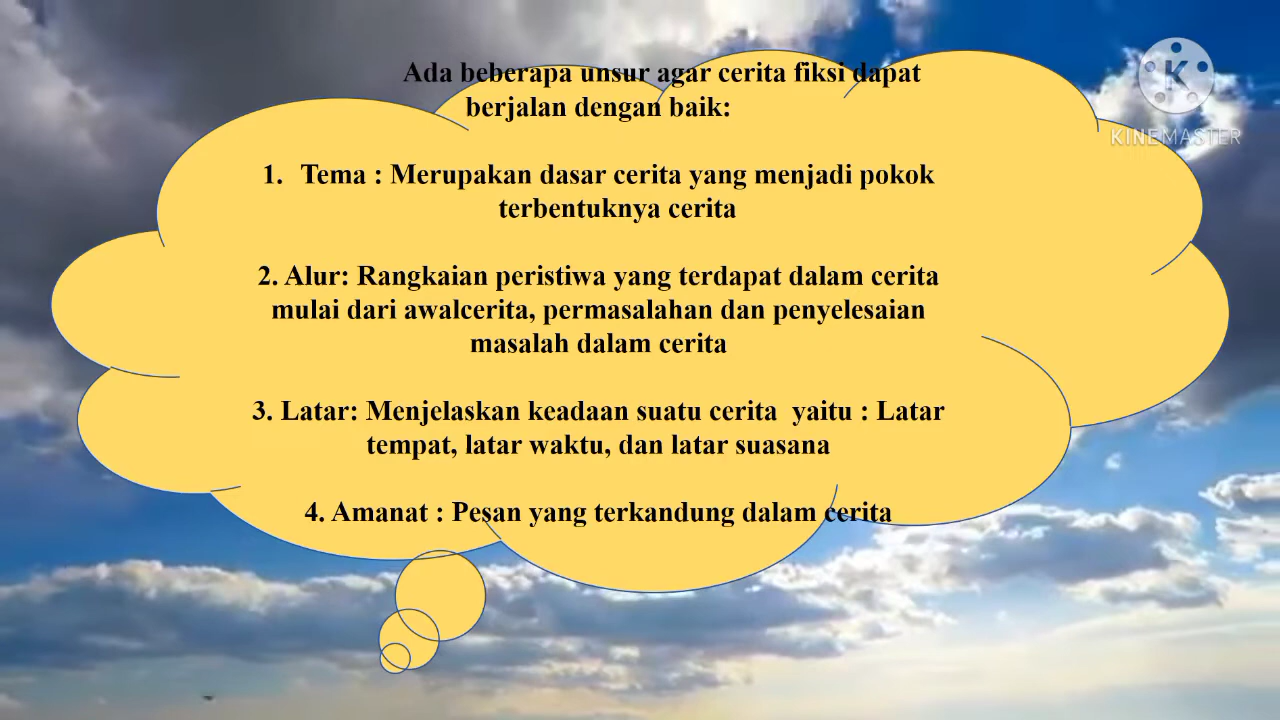 Ada beberapa unsur agar cerita fiksi dapat
berjalan dengan baik:
1. Tema : Merupakan dasar cerita yang menjadi pokok
terbentuknya cerita
2. Alur: Rangkaian peristiwa yang terdapat dalam cerita
mulai dari awalcerita, permasalahan dan penyelesaian
masalah dalam cerita
3. Latar: Menjelaskan keadaan suatu cerita yaitu : Latar
tempat, latar waktu, dan latar suasana
4. Amanat : Pesan yang terkandung dalam cerita
K
KINEMASTER